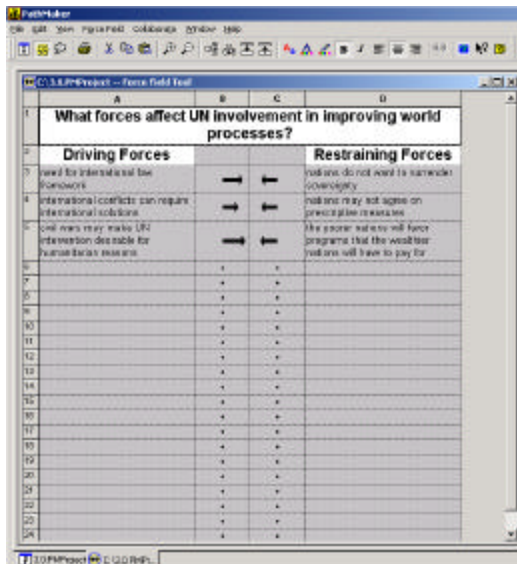 PathMaker
File Edit View Force Field Collaborate Window Help
C:\3.0.PMProject -- Force Field Tool
A B C D
1 What forces affect UN involvement in improving world
processes?
2 Driving Forces Restraining Forces
3 need for international law nations do not want to surrender
framework sovereignty
4 international conflicts can require nations may not agree on
international solutions prescriptive measures
5 civil wars may make UN the poorer nations will favor
intervention desirable for programs that the wealthier
humanitarian reasons nations will have to pay for
6
7
8
9
10
11
12
13
14
15
16
17
18
19
20
21
22
23
24
3.0.PMProject